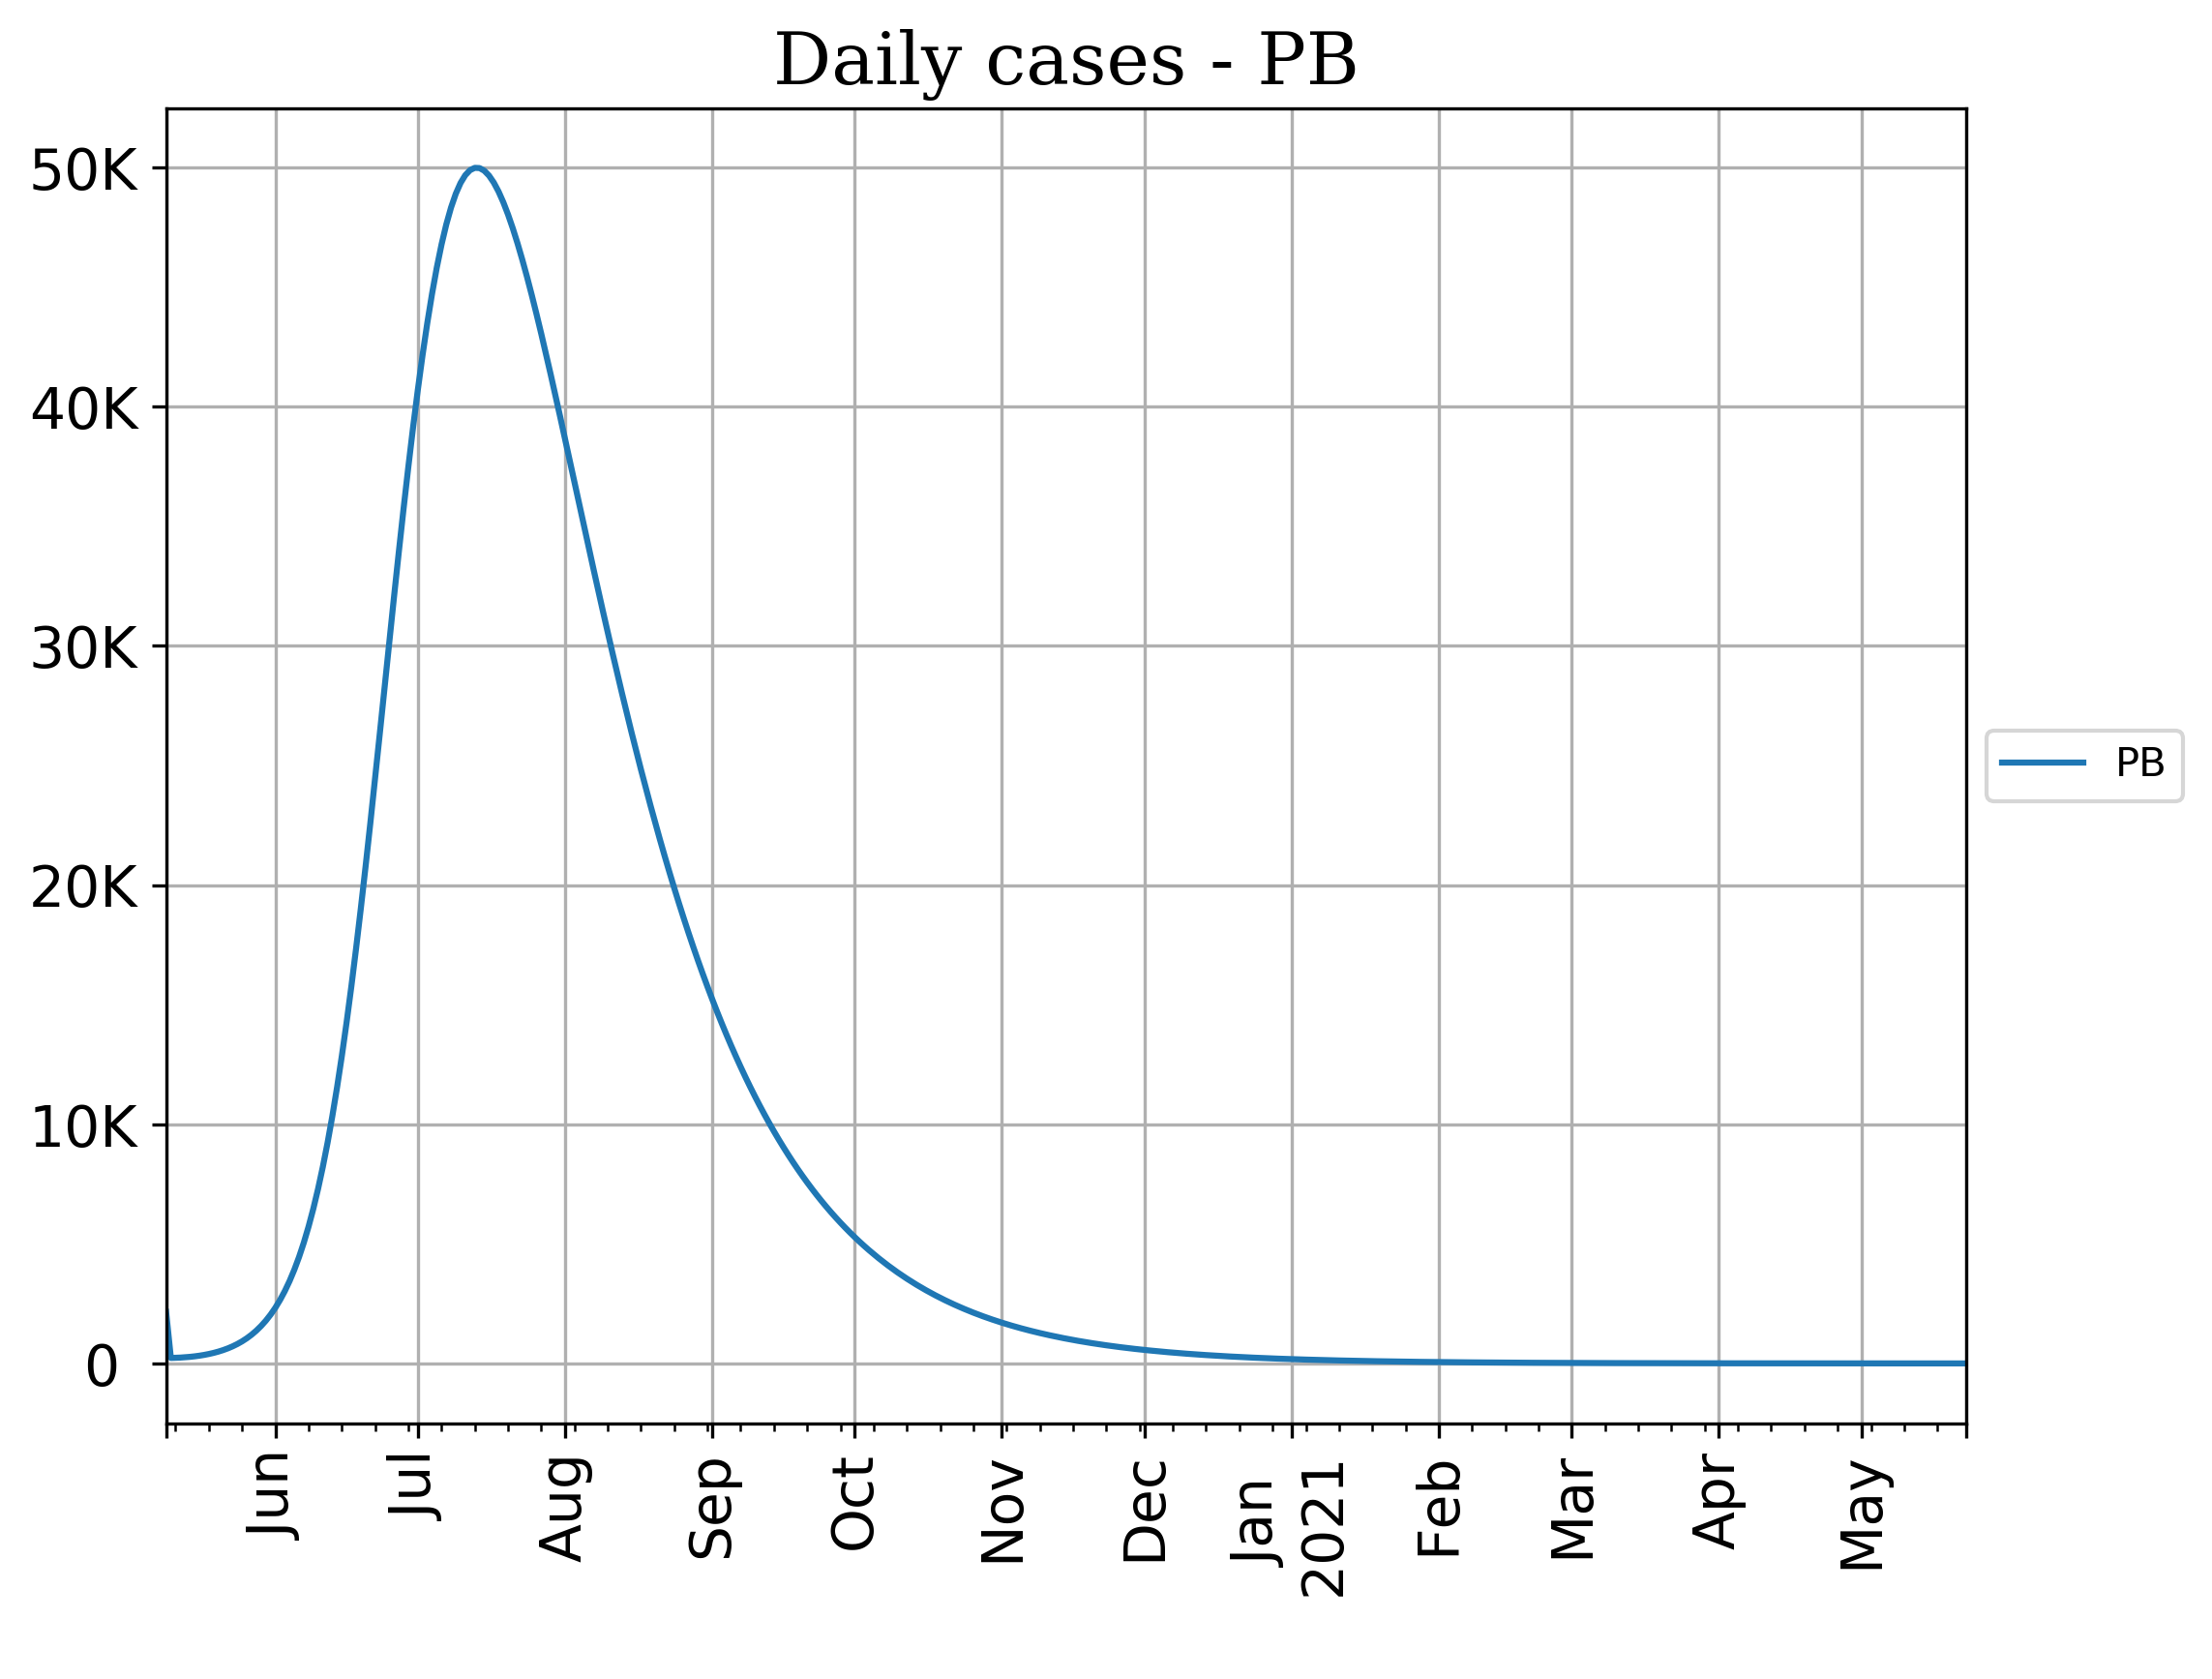 Daily cases - PB
50K
40K
30K
20K
10K
0
PB
Jun
Jul
Aug
Sep
Oct
Nov
Dec
Jan
2021
Feb
Mar
Apr
May